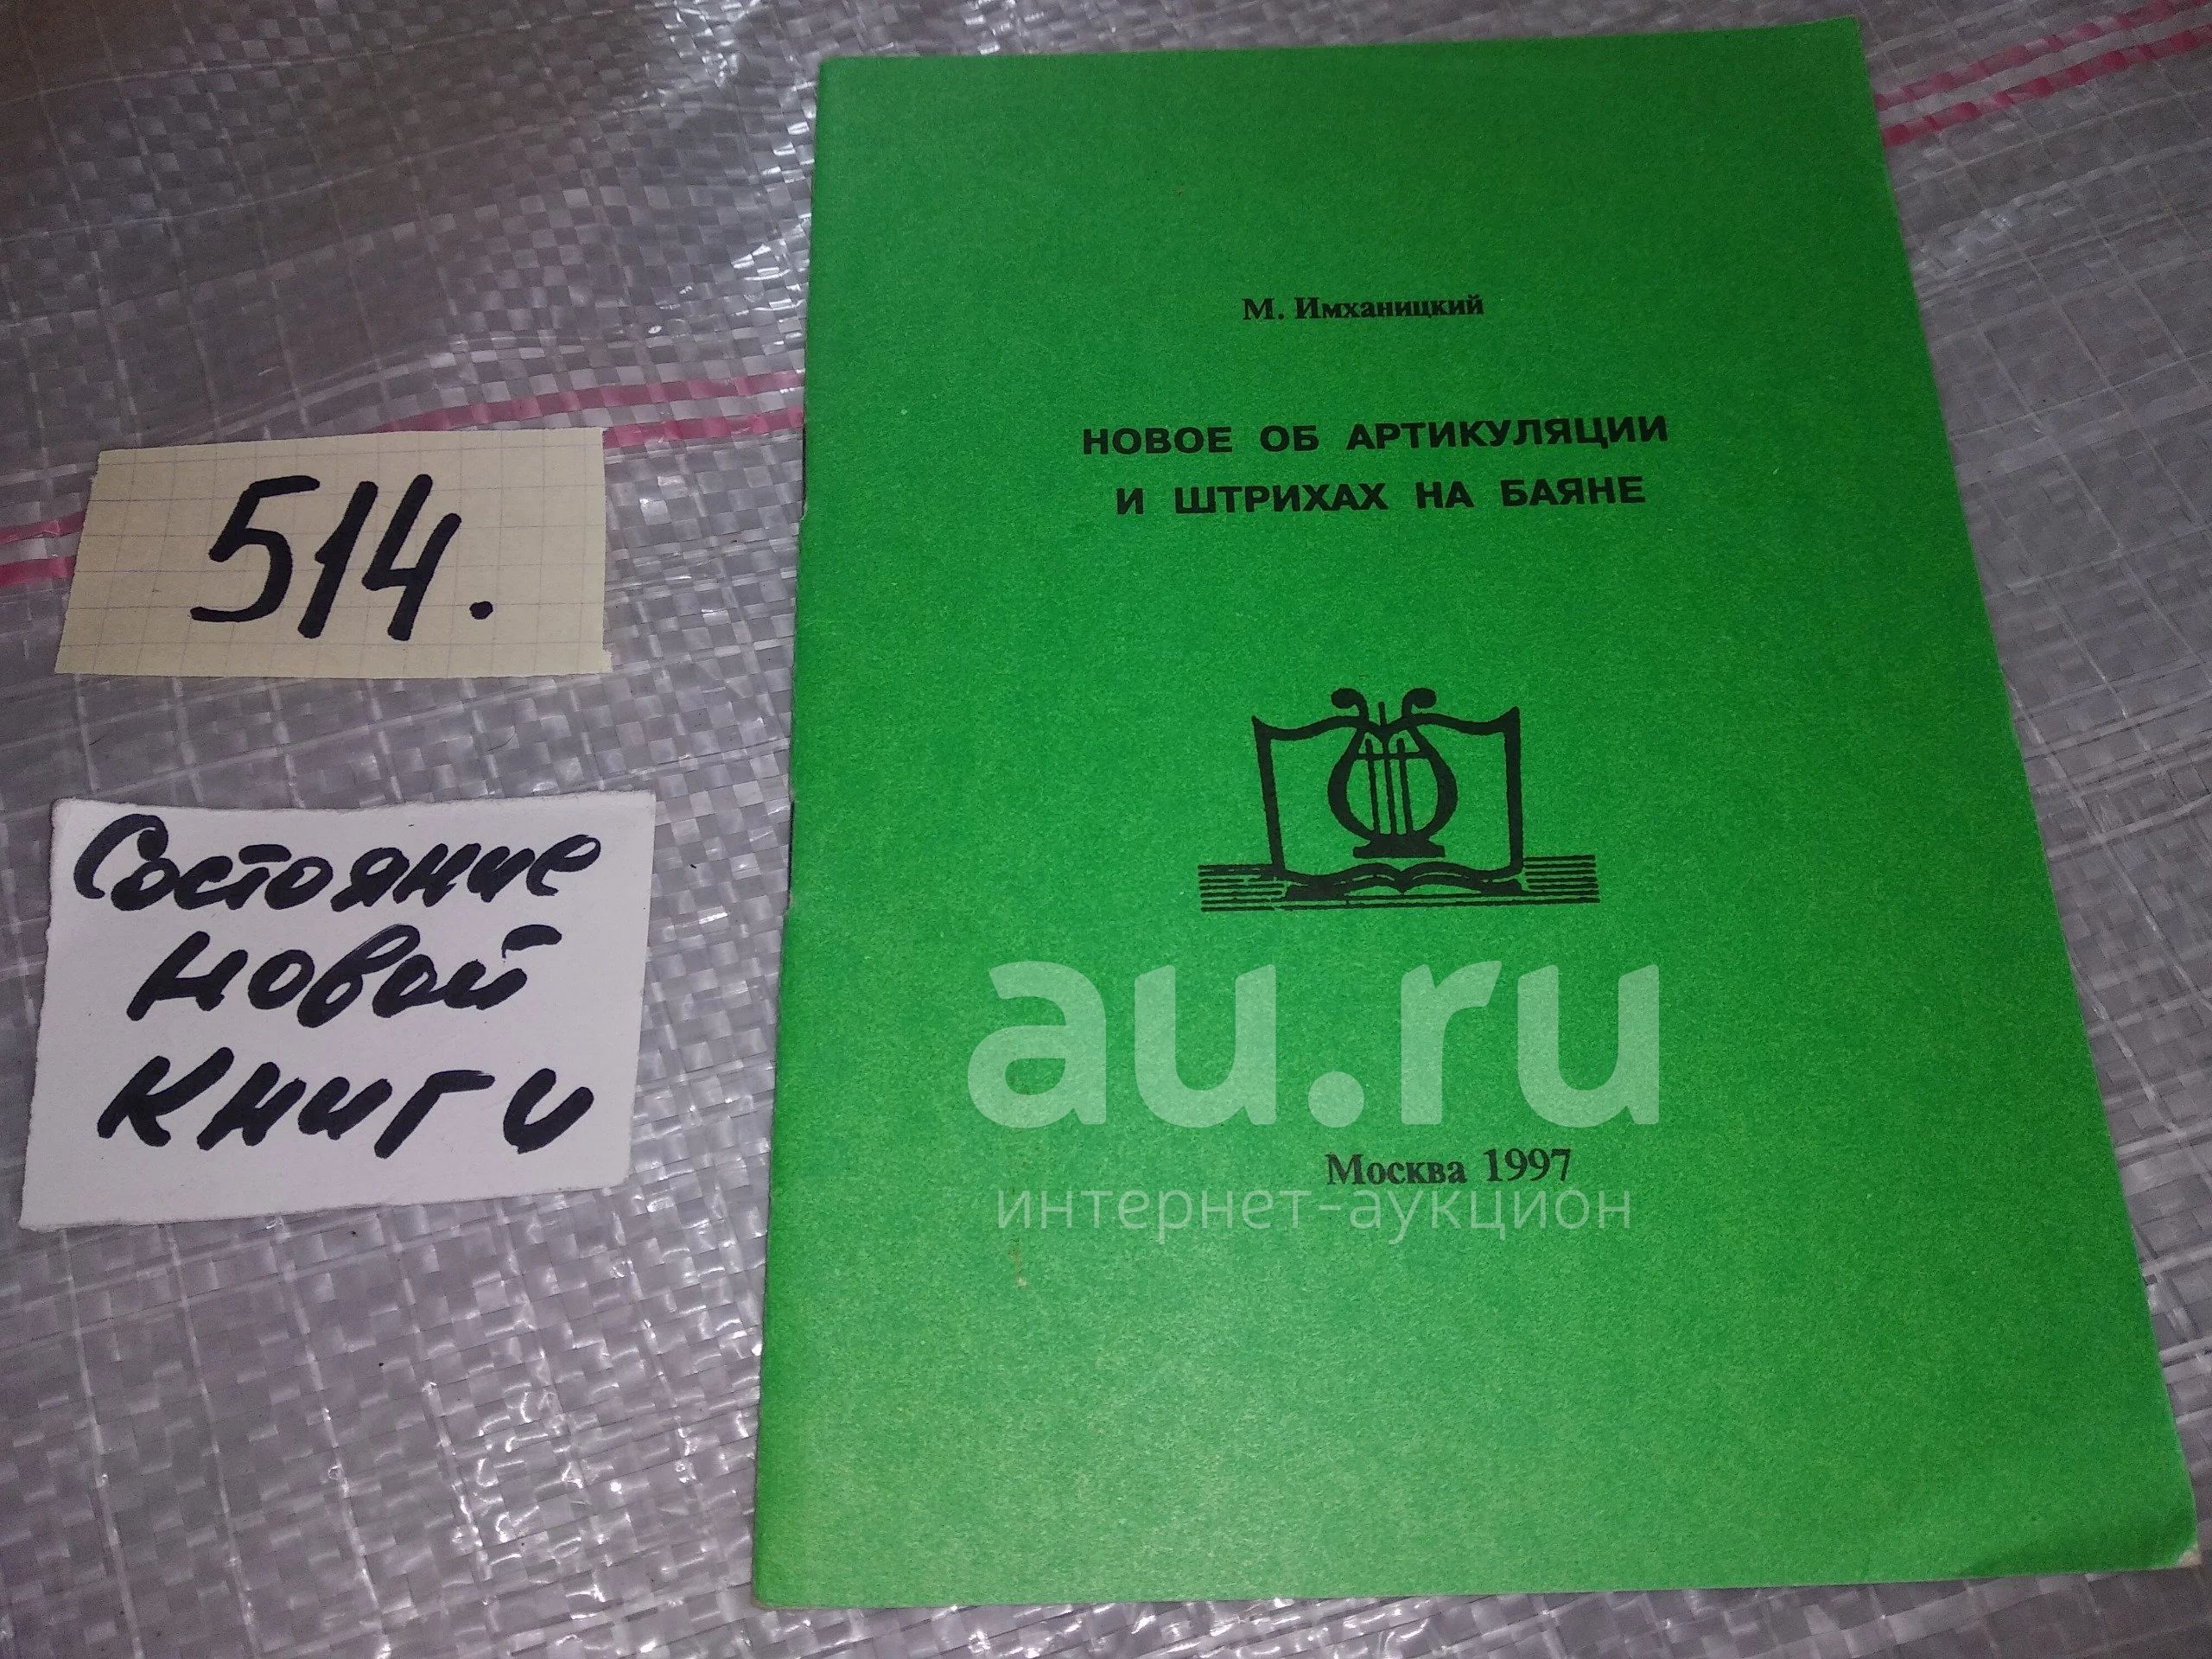 514.
Состояние
новой
книги
М. Имханицкий
НОВОЕ ОБ АРТИКУЛЯЦИИ
И ШТРИХАХ НА БАЯНЕ
au.ru
Москва 1997
интернет-аукцион